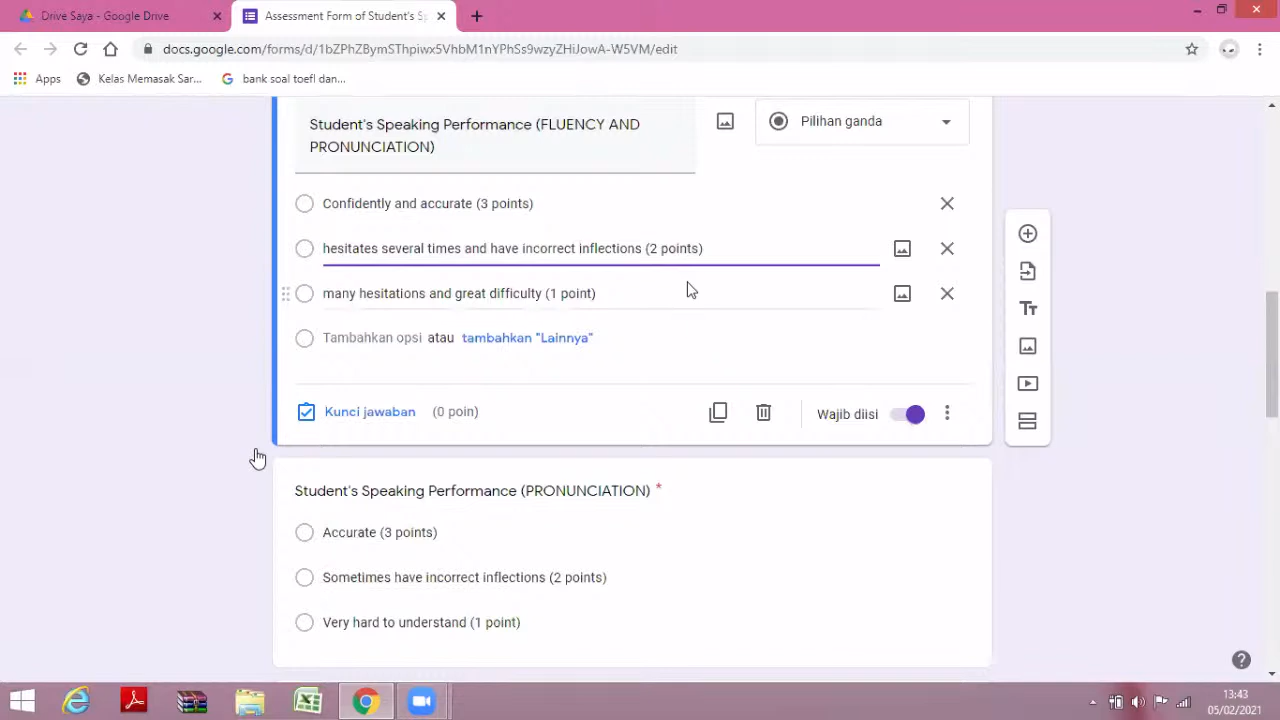 Drive Saya - Google Drive
Assessment Form of Student's Sp
docs.google.com/forms/d/1bZPhZBymSThpiwx5VhbM1nYPhSs9wzyZHiJowA-W5VM/edit
Apps
Kelas Memasak Sar...
bank soal toefl dan...
Student's Speaking Performance (FLUENCY AND
PRONUNCIATION)
Pilihan ganda
Confidently and accurate (3 points)
hesitates several times and have incorrect inflections (2 points)
many hesitations and great difficulty (1 point)
Tambahkan opsi atau tambahkan "Lainnya"
Kunci jawaban (0 poin)
Wajib diisi
Student's Speaking Performance (PRONUNCIATION) *
Accurate (3 points)
Sometimes have incorrect inflections (2 points)
Very hard to understand (1 point)
13:43
05/02/2021